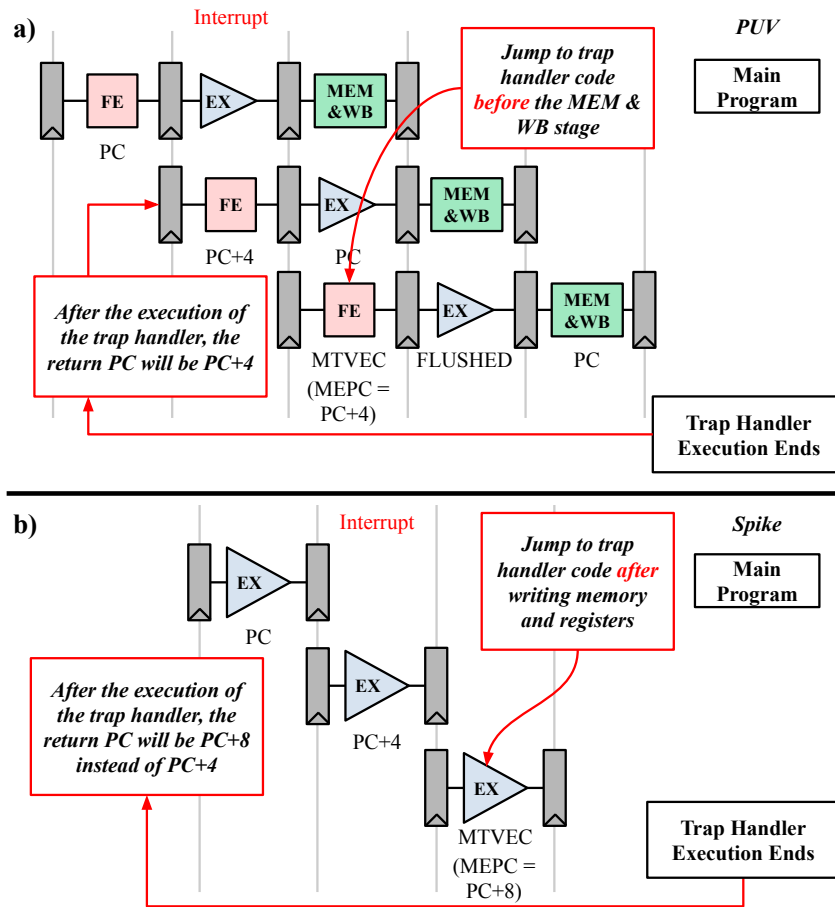 a)
Interrupt
PUV
Main
Program
Jump to trap
handler code
before the MEM &
WB stage
FE
EX
MEM
&WB
PC
FE
EX
MEM
&WB
PC+4
PC
After the execution of
the trap handler, the
return PC will be PC+4
FE
EX
MEM
&WB
MTVEC
(MEPC =
PC+4)
FLUSHED
PC
Trap Handler
Execution Ends
b)
Interrupt
Spike
Main
Program
Jump to trap
handler code after
writing memory
and registers
EX
PC
After the execution of
the trap handler, the
return PC will be PC+8
instead of PC+4
EX
PC+4
EX
MTVEC
(MEPC =
PC+8)
Trap Handler
Execution Ends